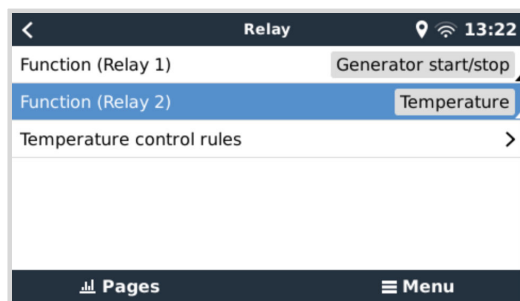 Relay 13:22
Function (Relay 1) Generator start/stop
Function (Relay 2) Temperature
Temperature control rules
Pages Menu